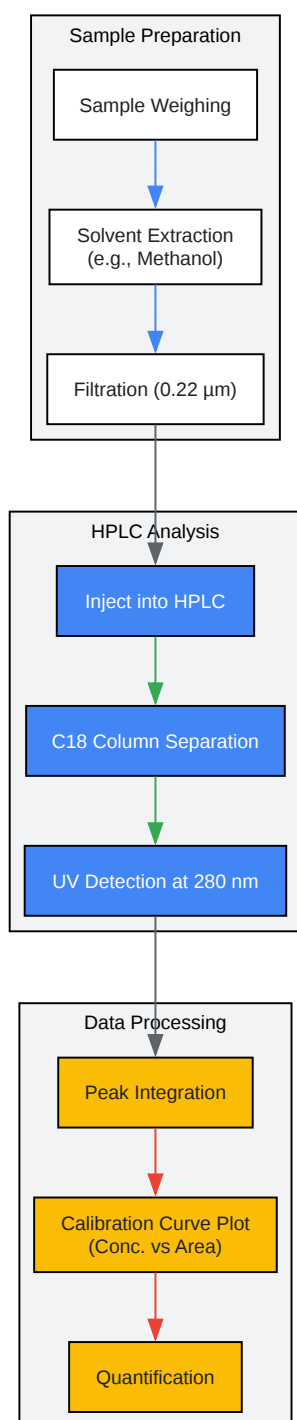 Sample Preparation
Sample Weighing
Solvent Extraction
(e.g., Methanol)
Filtration (0.22 µm)
HPLC Analysis
Inject into HPLC
C18 Column Separation
UV Detection at 280 nm
Data Processing
Peak Integration
Calibration Curve Plot
(Conc. vs Area)
Quantification